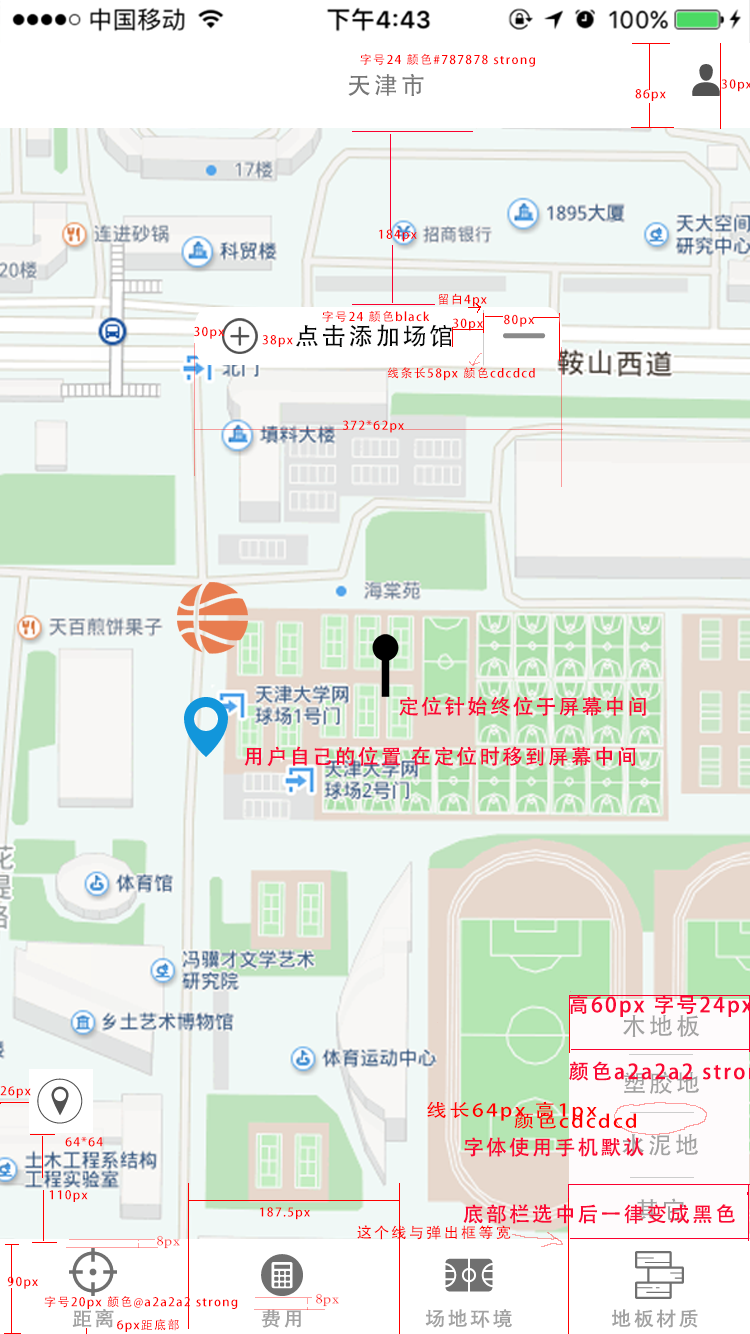 中国移动
下午4:43
100%
字号24 颜色#787878 strong
天津市
86px
30px
17楼
连进砂锅
科贸楼
20楼
184px
招商银行
1895大厦
天大空间
研究中心
留白4px
字号24 颜色black
30px
38px
点击添加场馆
30px
80px
北门
线条长58px 颜色cdcdcd
鞍山西道
372*62px
填料大楼
海棠苑
天百煎饼果子
天津大学网
球场1号门
定位针始终位于屏幕中间
用户自己的位置 在定位时移到屏幕中间
天津大学网
球场2号门
体育馆
冯骥才文学艺术
研究院
乡土艺术博物馆
体育运动中心
高60px 字号24px
木地板
颜色a2a2a2 stron
塑胶地
26px
线长64px 高1px
颜色cdcdcd
字体使用手机默认
水泥地
64*64
土木工程系结构
工程实验室
110px
187.5px
底部栏选中后一律变成黑色
其它
这个线与弹出框等宽
8px
90px
字号20px 颜色@a2a2a2 strong
8px
距离
费用
场地环境
地板材质
6px距底部